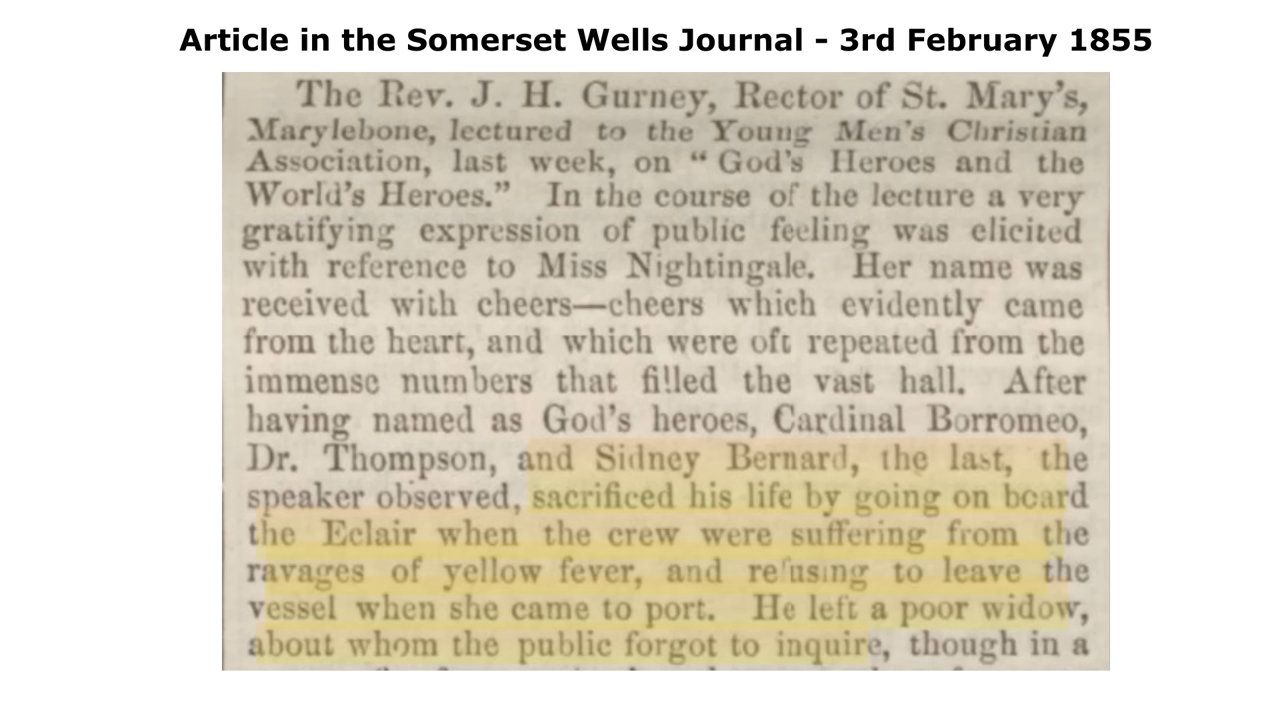 Article in the Somerset Wells Journal - 3rd February 1855
The Rev. J. H. Gurney, Rector of St. Mary's,
Marylebone, lectured to the Young Men's Christian
Association, last week, on "God's Heroes and the
World's Heroes." In the course of the lecture a very
gratifying expression of public feeling was elicited
with reference to Miss Nightingale. Her name was
received with cheers—cheers which evidently came
from the heart, and which were oft repeated from the
immense numbers that filled the vast hall. After
having named as God's heroes, Cardinal Borromeo,
Dr. Thompson, and Sidney Bernard, the last, the
speaker observed, sacrificed his life by going on board
the Eclair when the crew were suffering from the
ravages of yellow fever, and refusing to leave the
vessel when she came to port. He left a poor widow,
about whom the public forgot to inquire, though in a